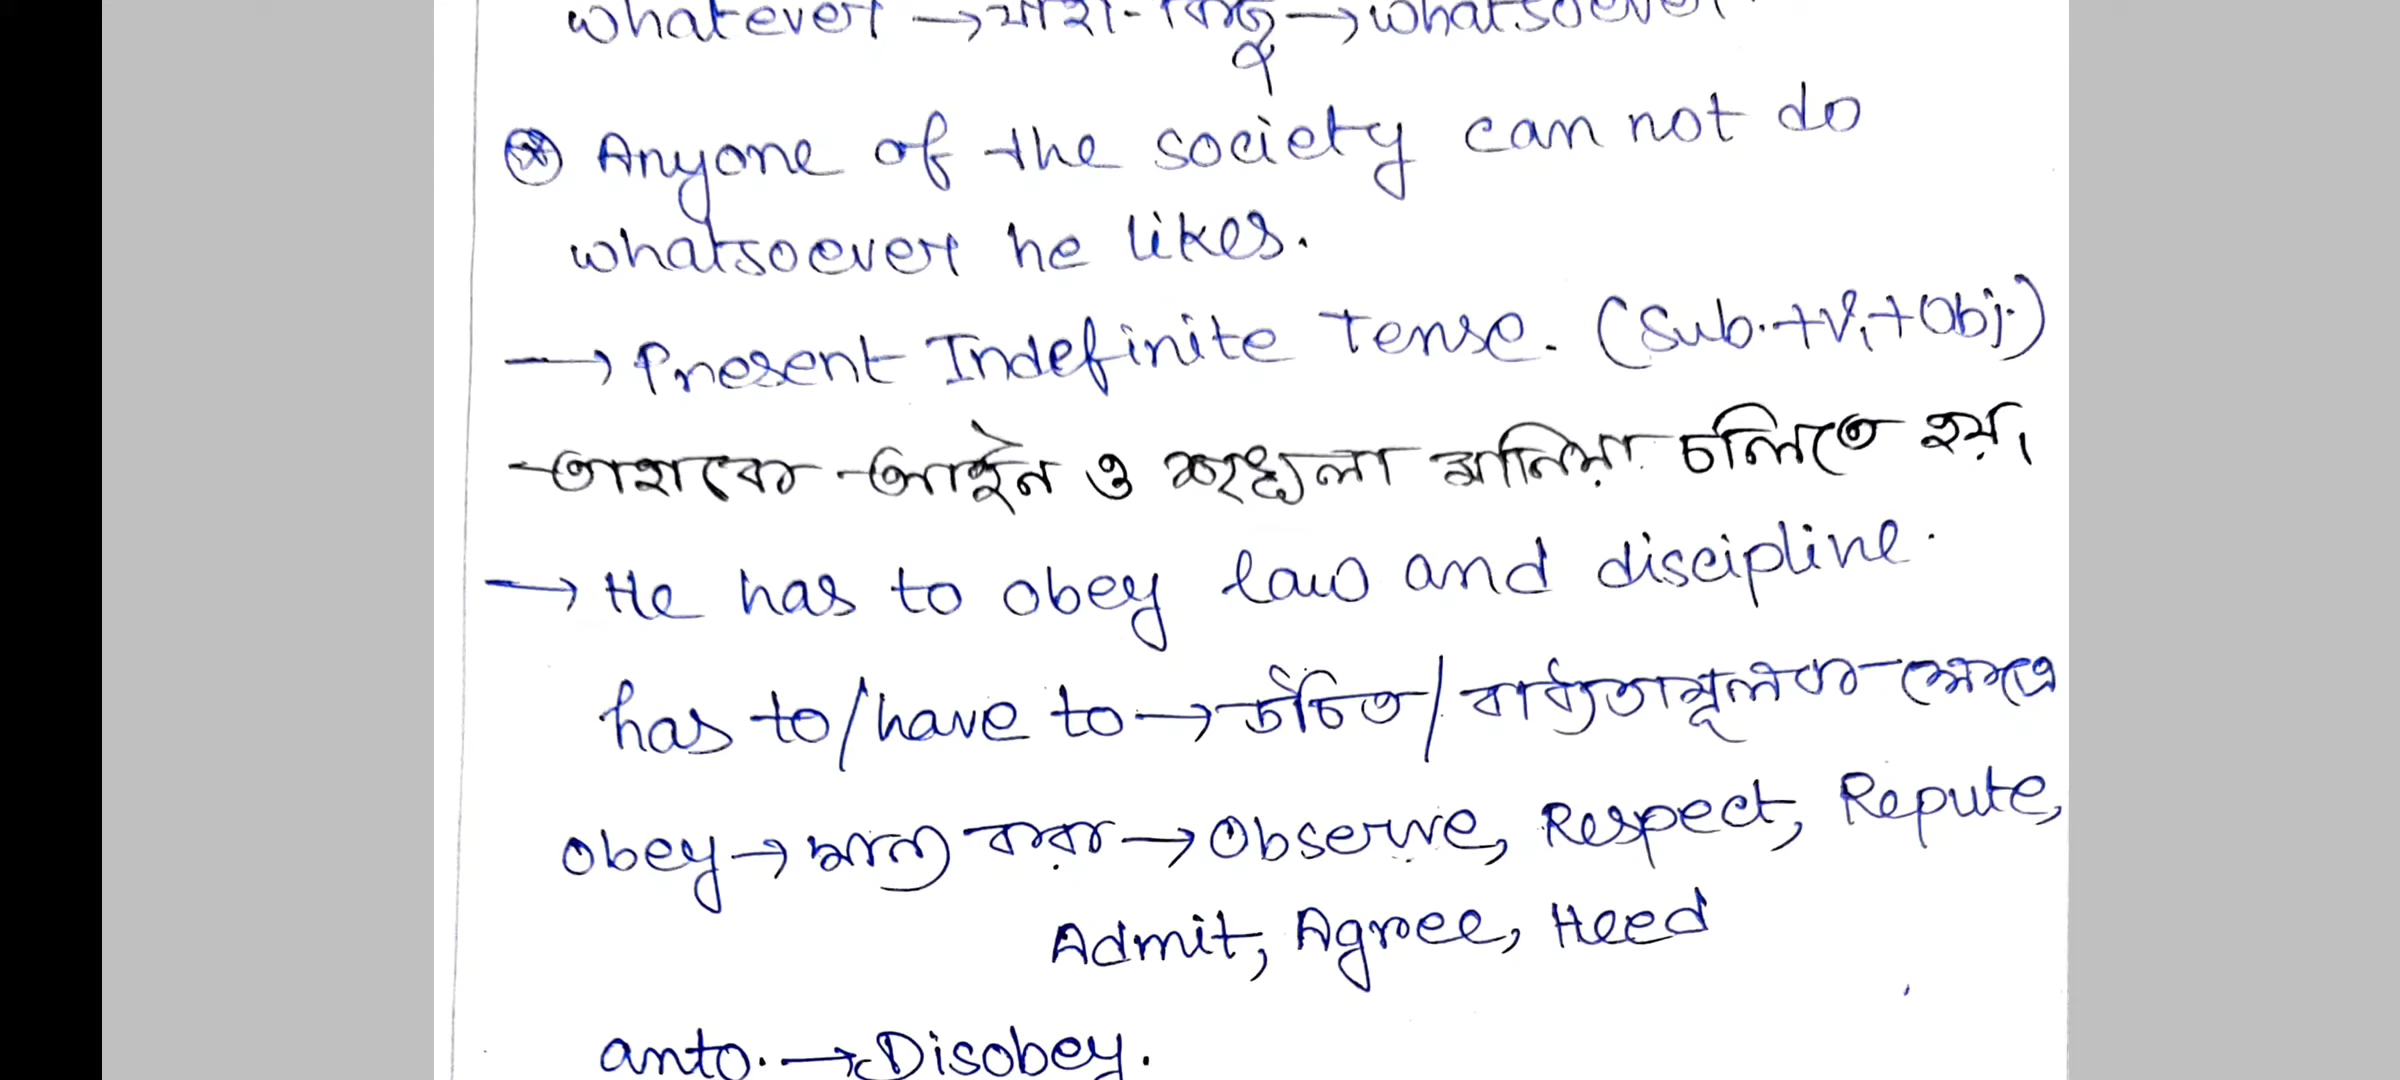 whatever → যাহা-কিছু → whatsoever
⊛ Anyone of the society can not do
whatsoever he likes.
→ Present Indefinite Tense. (Sub.+V₁+Obj.)
তাহাকে আইন ও শৃংখলা মানিয়া চলিতে হয়।
→ He has to obey law and discipline.
has to/have to → উচিত/বাধ্যতামূলক ক্ষেত্রে
obey → মান্য করা → Observe, Respect, Repute,
Admit, Agree, Heed
anto. → Disobey.